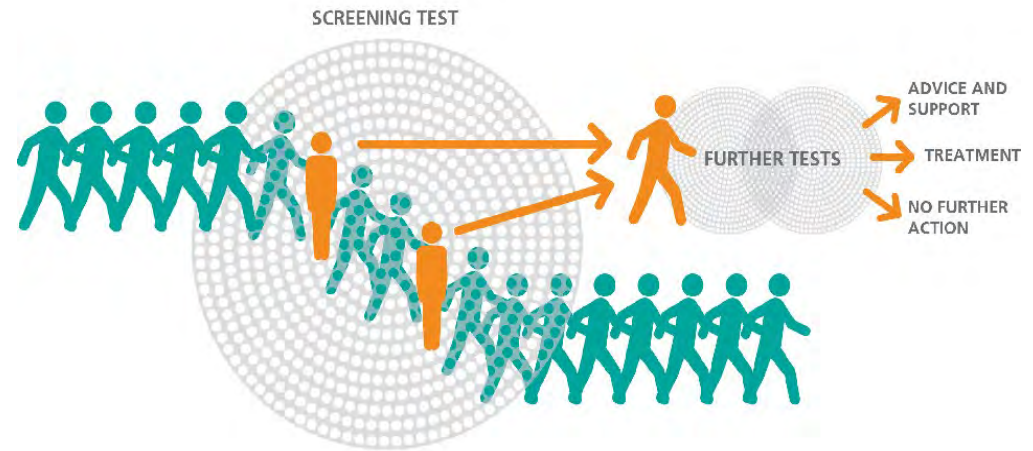 SCREENING TEST
FURTHER TESTS
ADVICE AND
SUPPORT
TREATMENT
NO FURTHER
ACTION